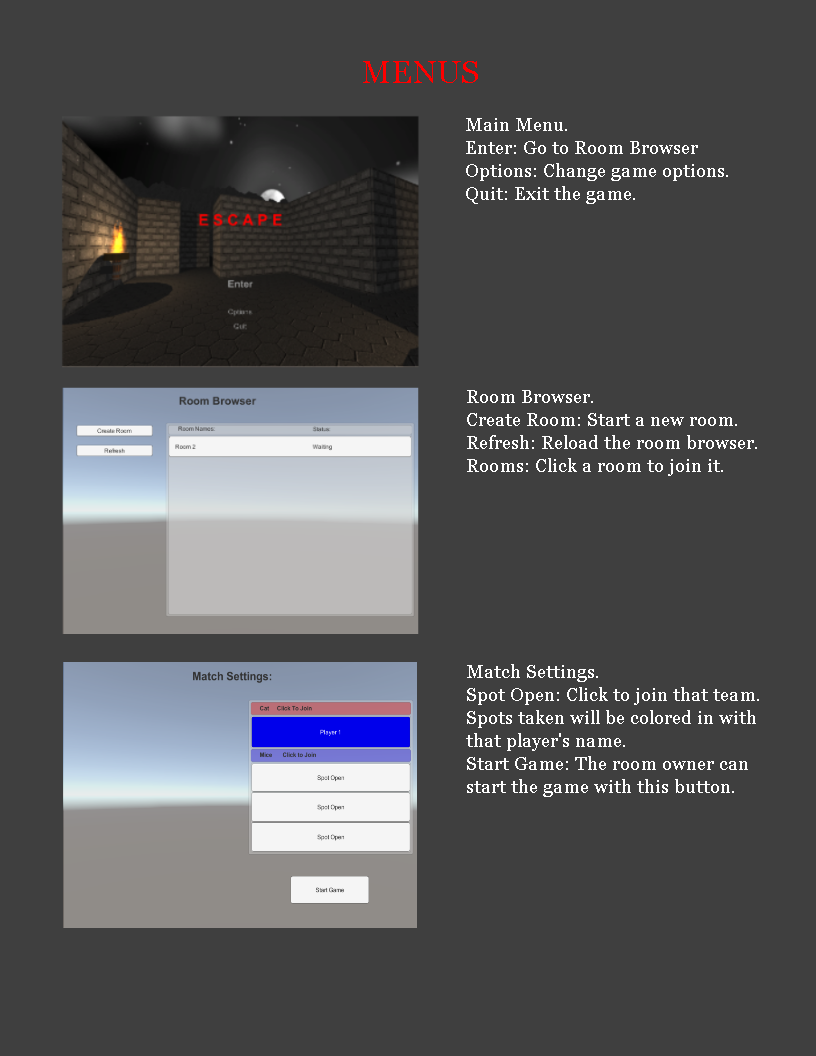 MENUS
E S C A P E
Enter
Options
Quit
Main Menu.
Enter: Go to Room Browser
Options: Change game options.
Quit: Exit the game.
Room Browser
Create Room
Refresh
Room Names:
Status:
Room 2
Waiting
Room Browser.
Create Room: Start a new room.
Refresh: Reload the room browser.
Rooms: Click a room to join it.
Match Settings:
Cat Click To Join
Player 1
Mice Click to Join
Spot Open
Spot Open
Spot Open
Start Game
Match Settings.
Spot Open: Click to join that team.
Spots taken will be colored in with
that player's name.
Start Game: The room owner can
start the game with this button.